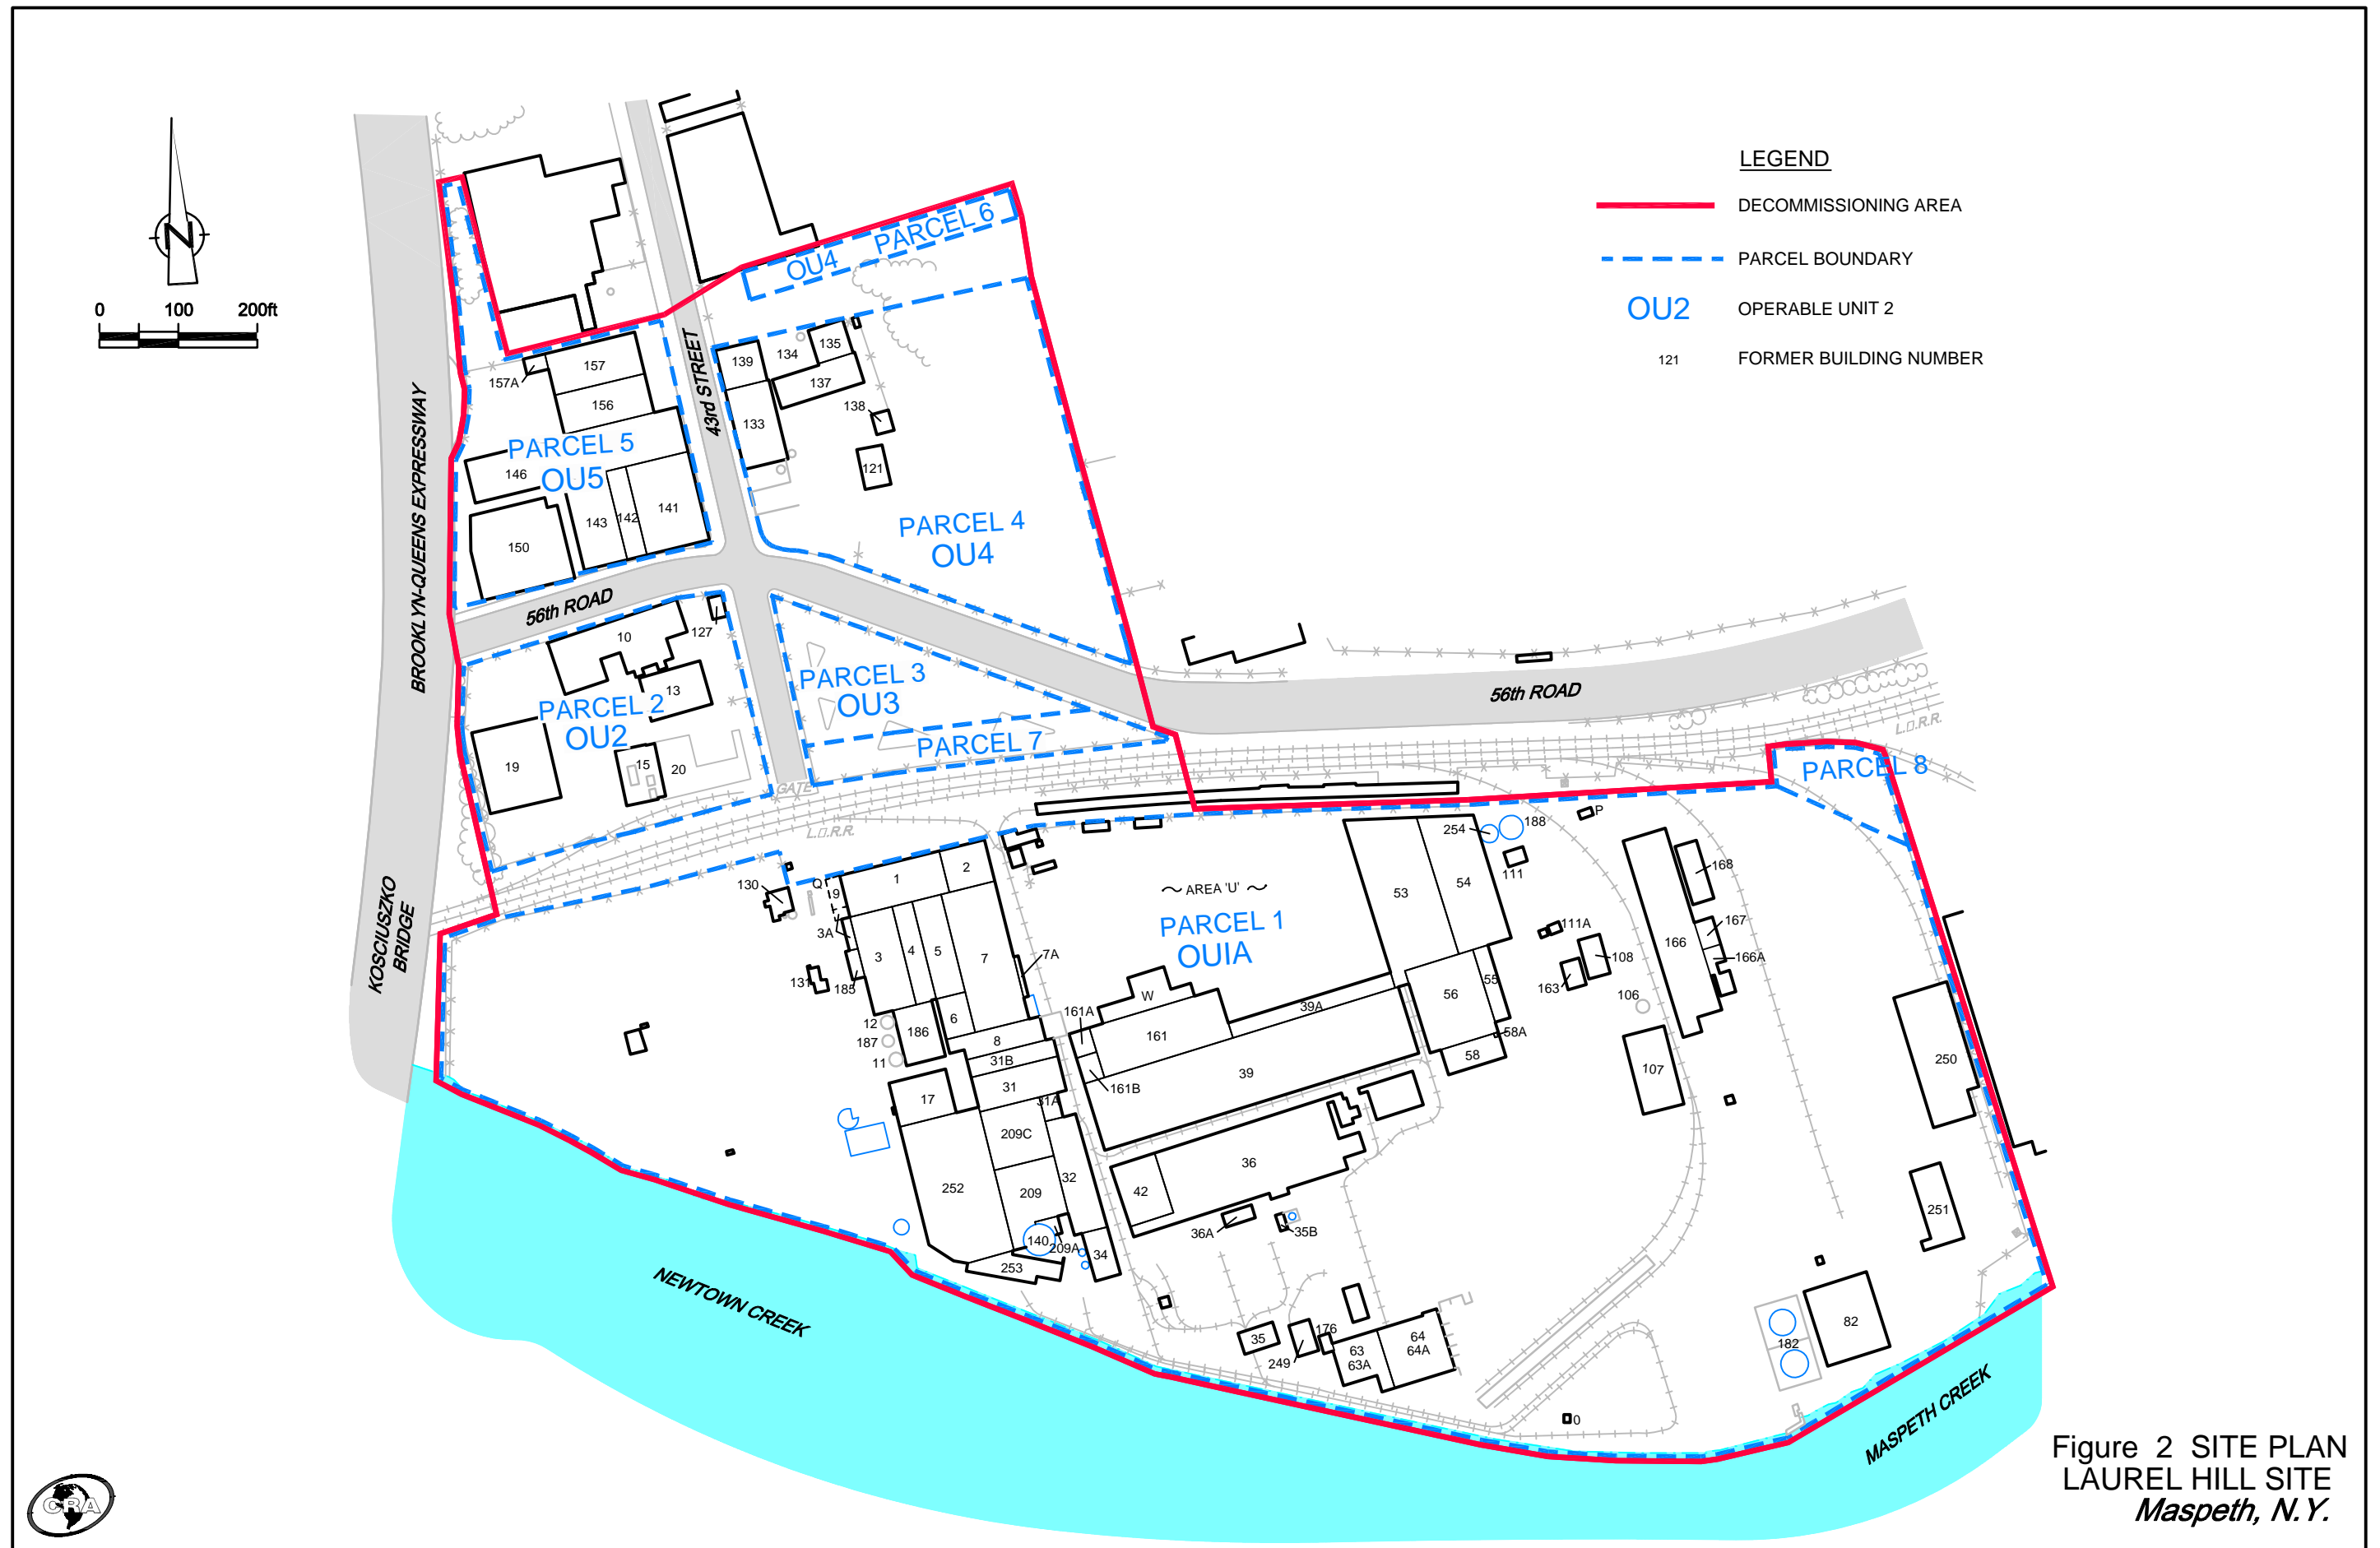 LEGEND
DECOMMISSIONING AREA
PARCEL BOUNDARY
OU2 OPERABLE UNIT 2
121 FORMER BUILDING NUMBER
N
0 100 200ft
BROOKLYN-QUEENS EXPRESSWAY
KOSCIUSZKO
BRIDGE
43rd STREET
56th ROAD
56th ROAD
PARCEL 6
OU4
139
134
135
137
133
138
121
PARCEL 4
OU4
157
157A
156
PARCEL 5
OU5
146
150
143
142
141
10
127
13
PARCEL 2
OU2
19
15
20
PARCEL 3
OU3
PARCEL 7
GATE
PARCEL 8
130
Q
9
1
2
3A
3
4
5
7
7A
131
185
12
187
11
186
6
8
31B
31
31A
17
209C
252
209
32
140
209A
34
253
AREA 'U'
PARCEL 1
OUIA
53
54
254
188
111
P
168
167
166
166A
111A
108
163
106
107
W
161A
161
161B
39A
39
56
55
58A
58
36
42
36A
35B
35
249
176
63
63A
64
64A
0
250
251
82
182
NEWTOWN CREEK
MASPETH CREEK
CRA
Figure 2 SITE PLAN
LAUREL HILL SITE
Maspeth, N.Y.